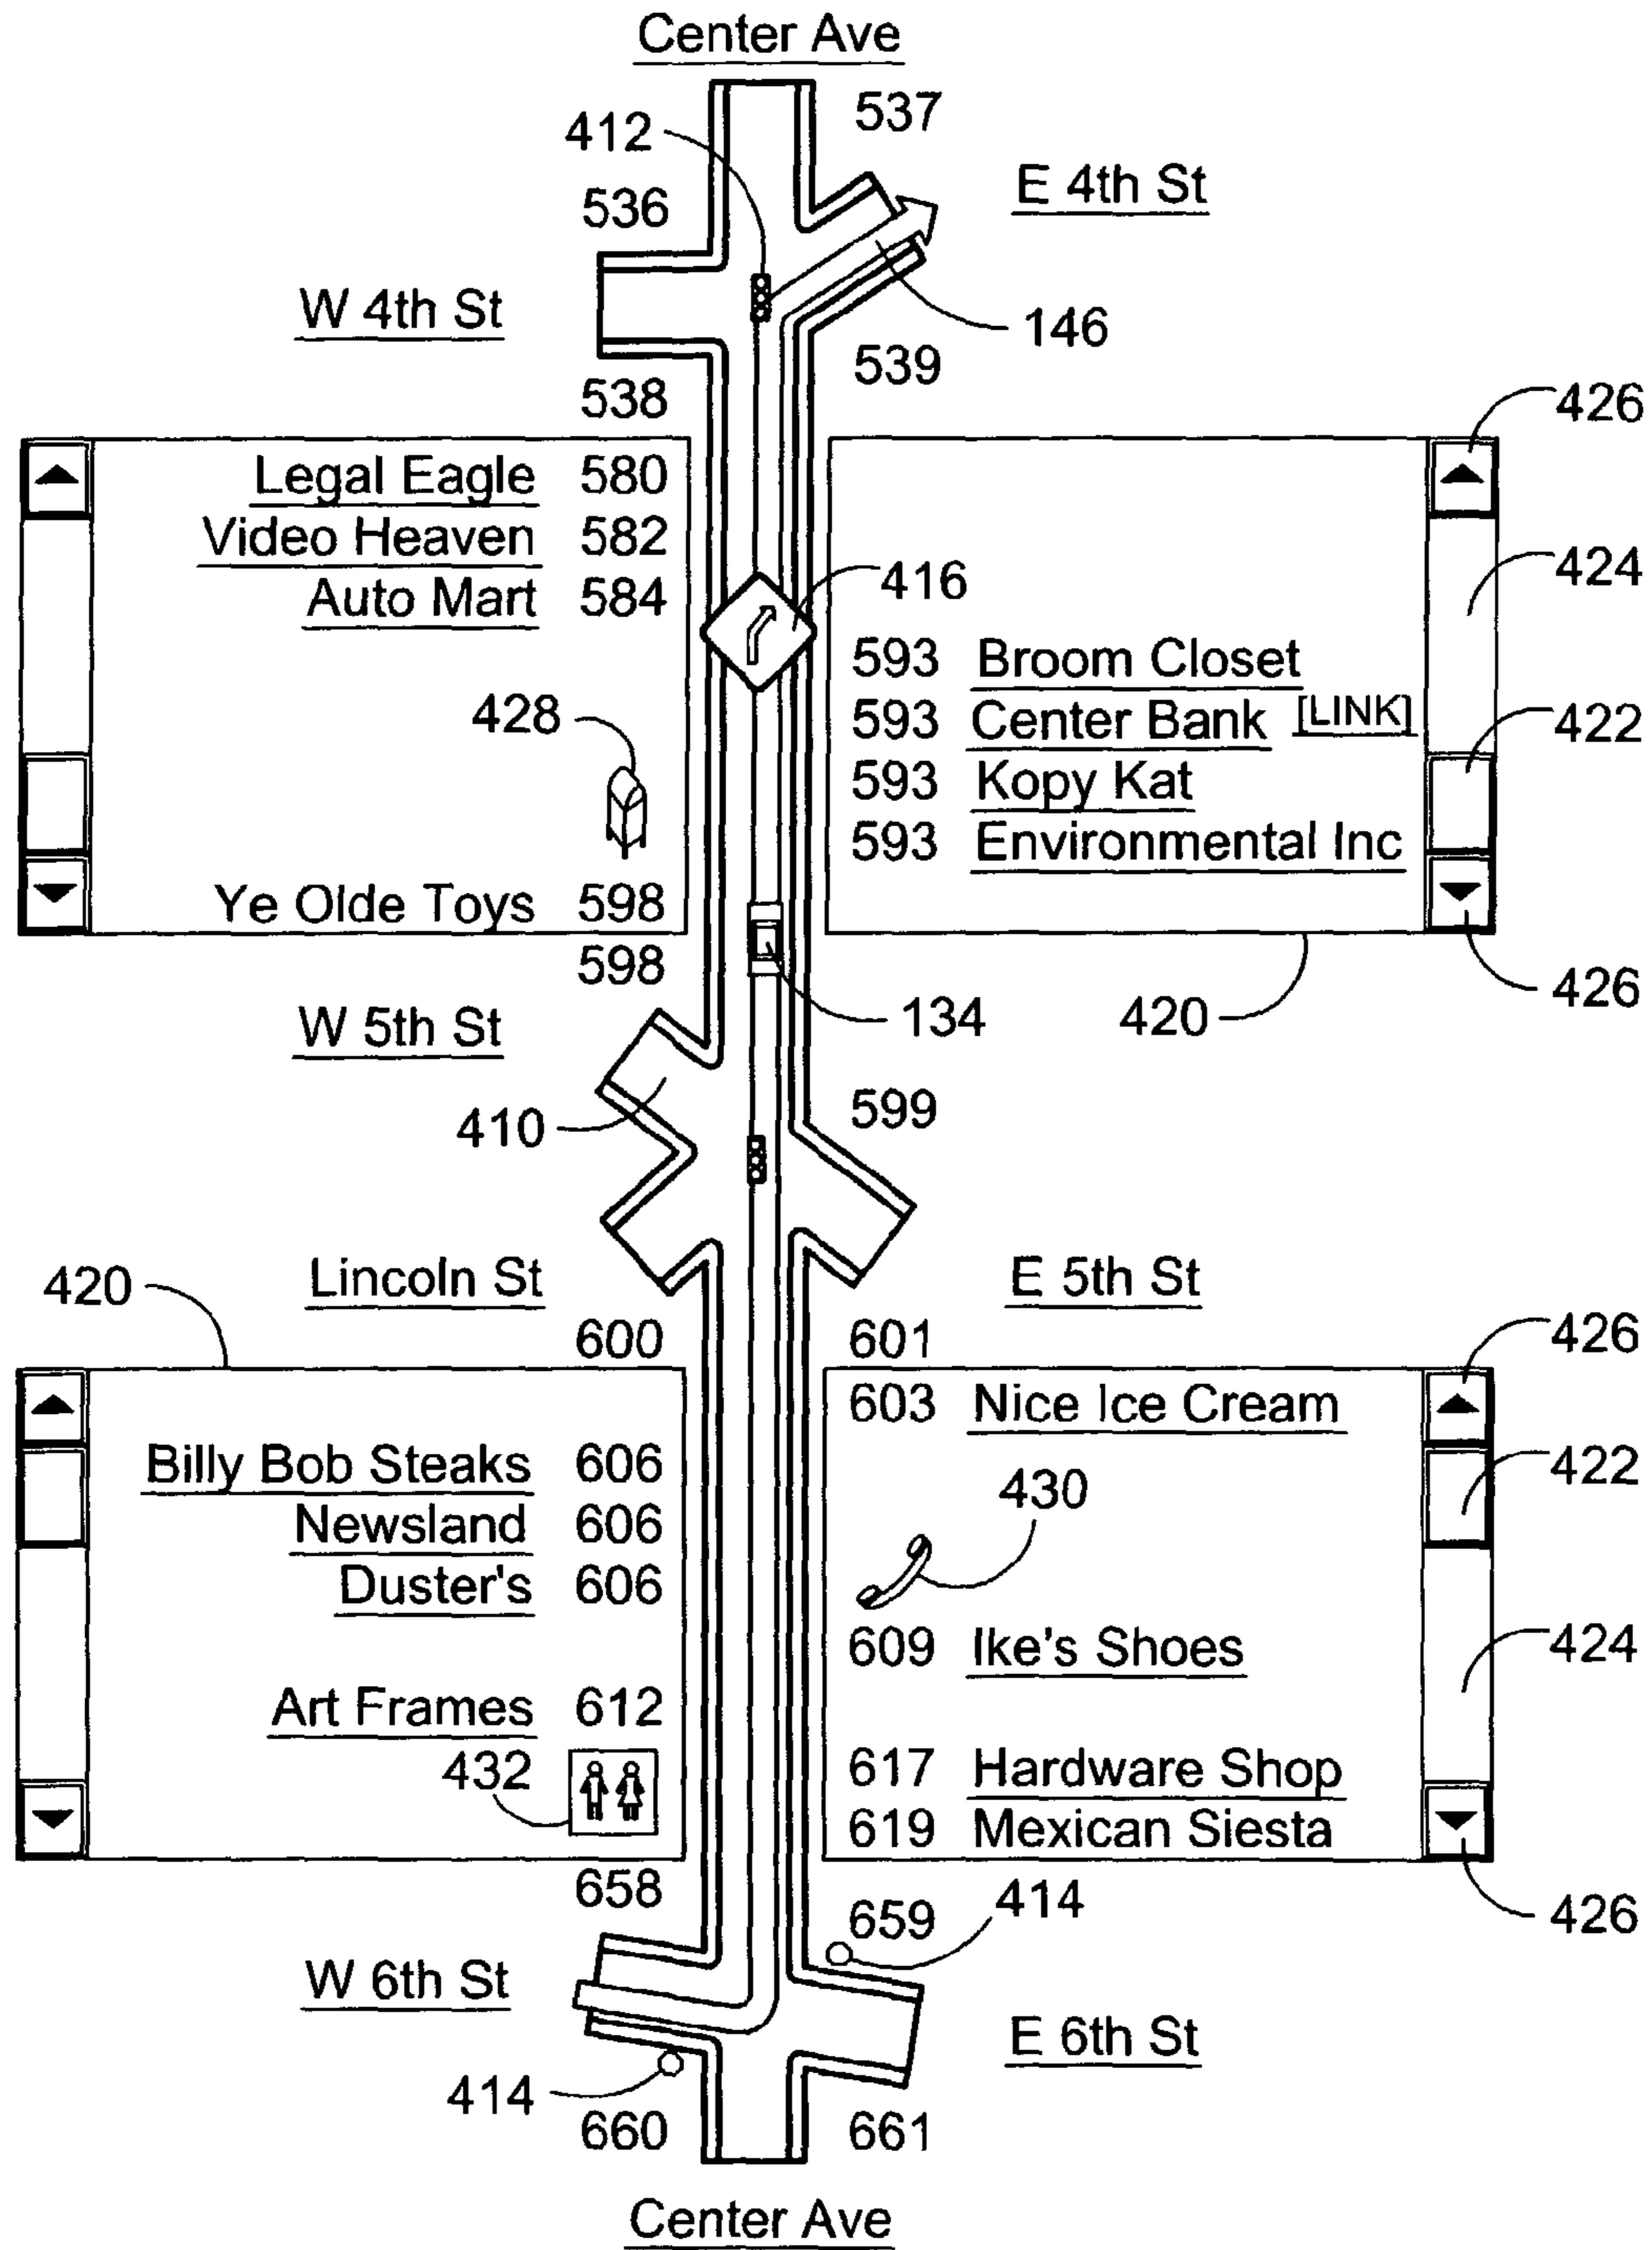 Center Ave
537
412
E 4th St
536
W 4th St
146
539
538
426
Legal Eagle 580
Video Heaven 582
424
Auto Mart 584
416
593 Broom Closet
428
593 Center Bank [LINK]
422
593 Kopy Kat
593 Environmental Inc
Ye Olde Toys 598
598
426
134
420
W 5th St
599
410
Lincoln St
E 5th St
420
600
601
426
603 Nice Ice Cream
Billy Bob Steaks 606
422
430
Newsland 606
Duster's 606
609 Ike's Shoes
424
Art Frames 612
432
617 Hardware Shop
619 Mexican Siesta
658
659
414
426
W 6th St
E 6th St
414
660
661
Center Ave